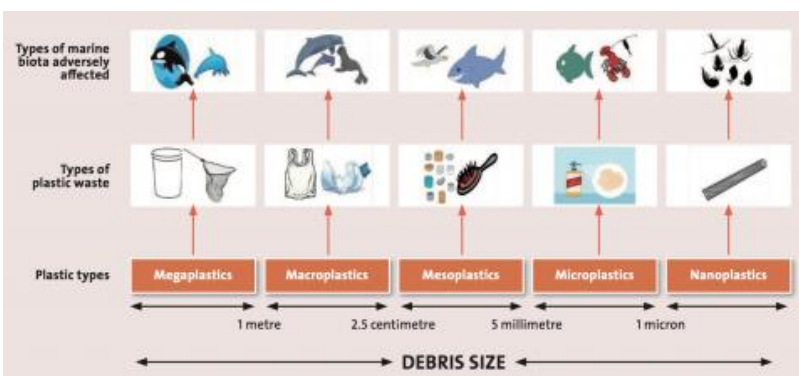 Types of marine
biota adversely
affected
Types of
plastic waste
Plastic types
Megaplastics
Macroplastics
Mesoplastics
Microplastics
Nanoplastics
1 metre
2.5 centimetre
5 millimetre
1 micron
DEBRIS SIZE